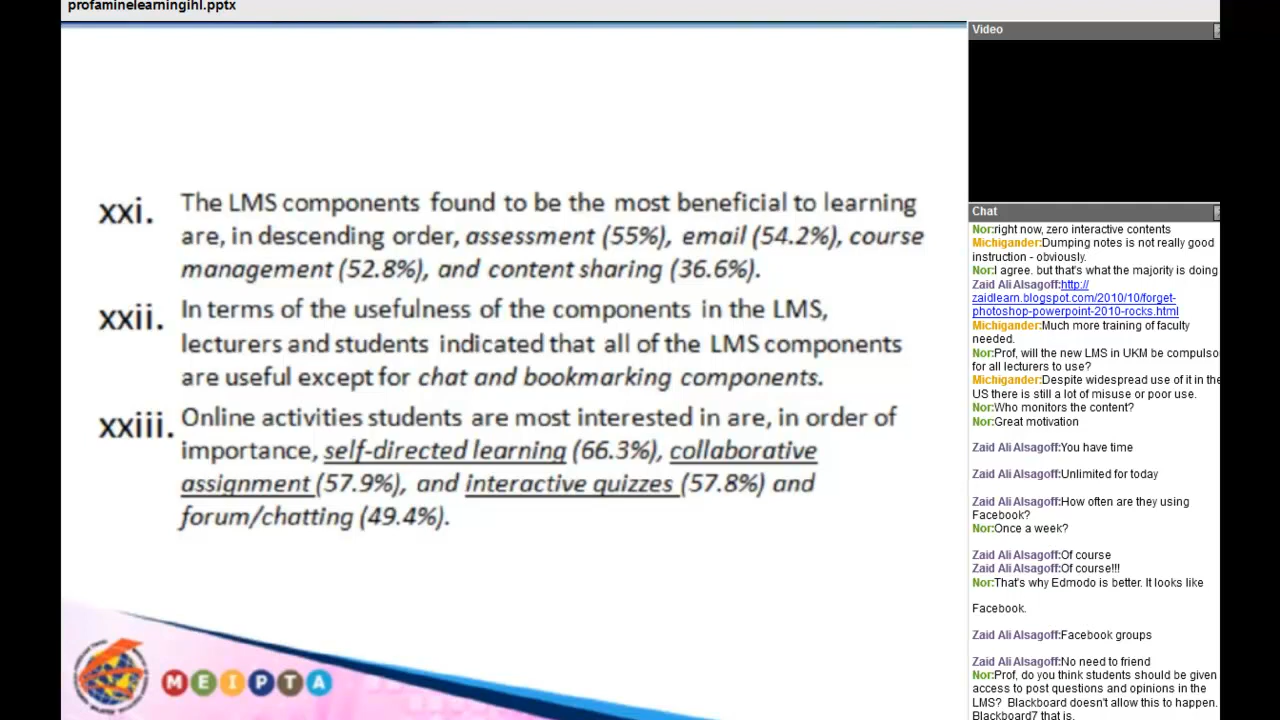 profaminelearningihl.pptx
xxi. The LMS components found to be the most beneficial to learning
are, in descending order, assessment (55%), email (54.2%), course
management (52.8%), and content sharing (36.6%).
xxii. In terms of the usefulness of the components in the LMS,
lecturers and students indicated that all of the LMS components
are useful except for chat and bookmarking components.
xxiii. Online activities students are most interested in are, in order of
importance, self-directed learning (66.3%), collaborative
assignment (57.9%), and interactive quizzes (57.8%) and
forum/chatting (49.4%).
MEIPTA
Video
Chat
Nor:right now, zero interactive contents
Michigander:Dumping notes is not really good
instruction - obviously.
Nor:I agree. but that's what the majority is doing
Zaid Ali Alsagoff:http://
zaidlearn.blogspot.com/2010/10/forget-
photoshop-powerpoint-2010-rocks.html
Michigander:Much more training of faculty
needed.
Nor:Prof, will the new LMS in UKM be compulso
for all lecturers to use?
Michigander:Despite widespread use of it in the
US there is still a lot of misuse or poor use.
Nor:Who monitors the content?
Nor:Great motivation
Zaid Ali Alsagoff:You have time
Zaid Ali Alsagoff:Unlimited for today
Zaid Ali Alsagoff:How often are they using
Facebook?
Nor:Once a week?
Zaid Ali Alsagoff:Of course
Zaid Ali Alsagoff:Of course!!!
Nor:That's why Edmodo is better. It looks like
Facebook.
Zaid Ali Alsagoff:Facebook groups
Zaid Ali Alsagoff:No need to friend
Nor:Prof, do you think students should be given
access to post questions and opinions in the
LMS? Blackboard doesn't allow this to happen.
Blackboard7 that is.